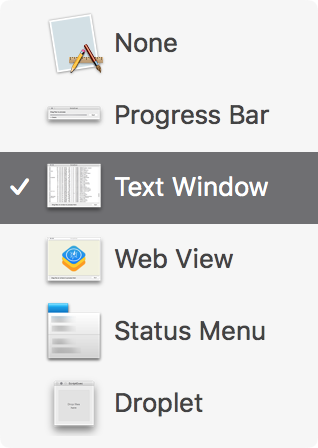 None
Progress Bar
Text Window
Web View
Status Menu
Droplet